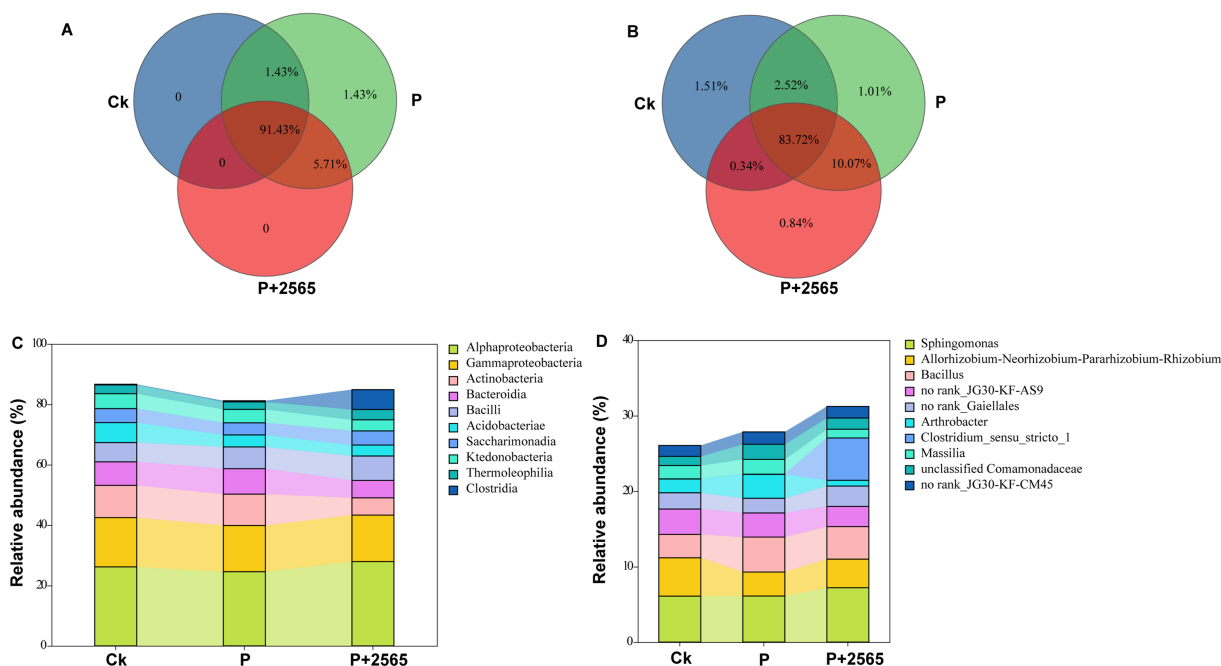 A
B
1.43%
0
1.43%
Ck
P
91.43%
0
5.71%
0
P+2565
1.51%
2.52%
1.01%
Ck
P
83.72%
0.34%
10.07%
0.84%
P+2565
C
Relative abundance (%)
100
80
60
40
20
0
Ck
P
P+2565
Alphaproteobacteria
Gammaproteobacteria
Actinobacteria
Bacteroidia
Bacilli
Acidobacteriae
Saccharimonadia
Ktedonobacteria
Thermoleophilia
Clostridia
D
Relative abundance (%)
40
30
20
10
0
Ck
P
P+2565
Sphingomonas
Allorhizobium-Neorhizobium-Pararhizobium-Rhizobium
Bacillus
no rank_JG30-KF-AS9
no rank_Gaiellales
Arthrobacter
Clostridium_sensu_stricto_1
Massilia
unclassified Comamonadaceae
no rank_JG30-KF-CM45